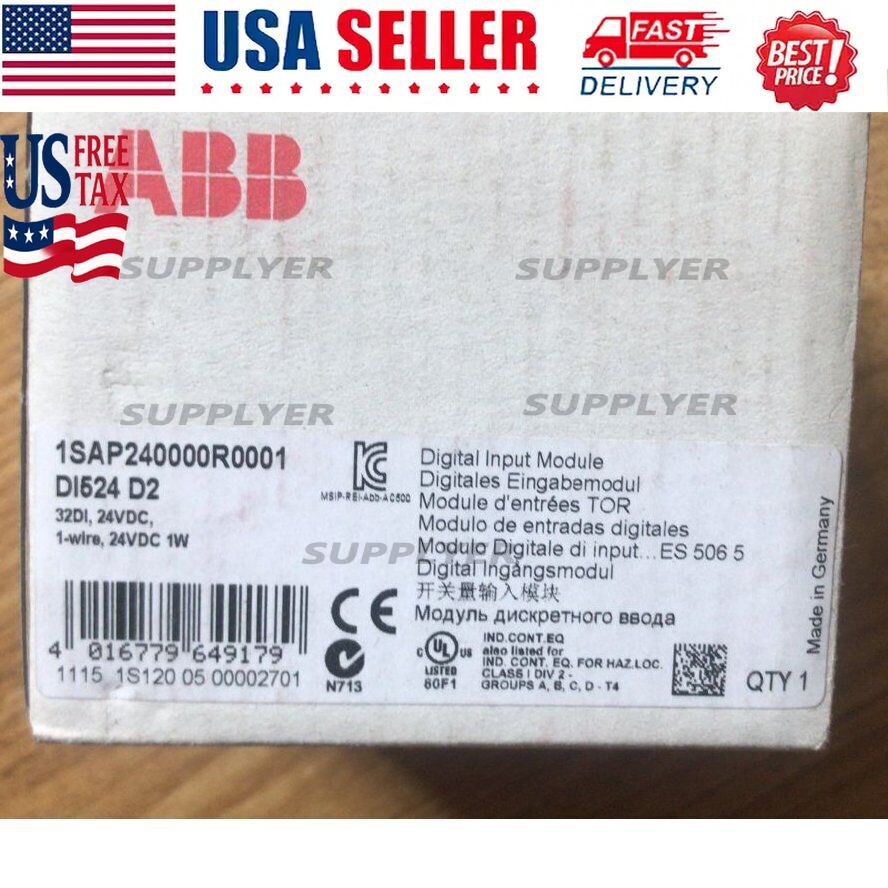 USA SELLER
FAST
DELIVERY
BEST
PRICE!
US FREE
TAX
ABB
SUPPLYER
SUPPLYER
SUPPLYER
SUPPLYER
1SAP240000R0001
DI524 D2
32DI, 24VDC,
1-wire, 24VDC 1W
MSIP-REI-Abb-AC500
Digital Input Module
Digitales Eingabemodul
Module d'entrées TOR
Modulo de entradas digitales
Modulo Digitale di input...ES 506 5
Digital Ingångsmodul
开关量输入模块
Модуль дискретного ввода
SUPPLYER
Made in Germany
4 016779 649179
1115 1S120 05 00002701
CE
N713
C UL US
LISTED
80F1
IND.CONT.EQ
also listed for
IND. CONT. EQ. FOR HAZ.LOC.
CLASS I DIV 2 -
GROUPS A, B, C, D - T4
QTY 1